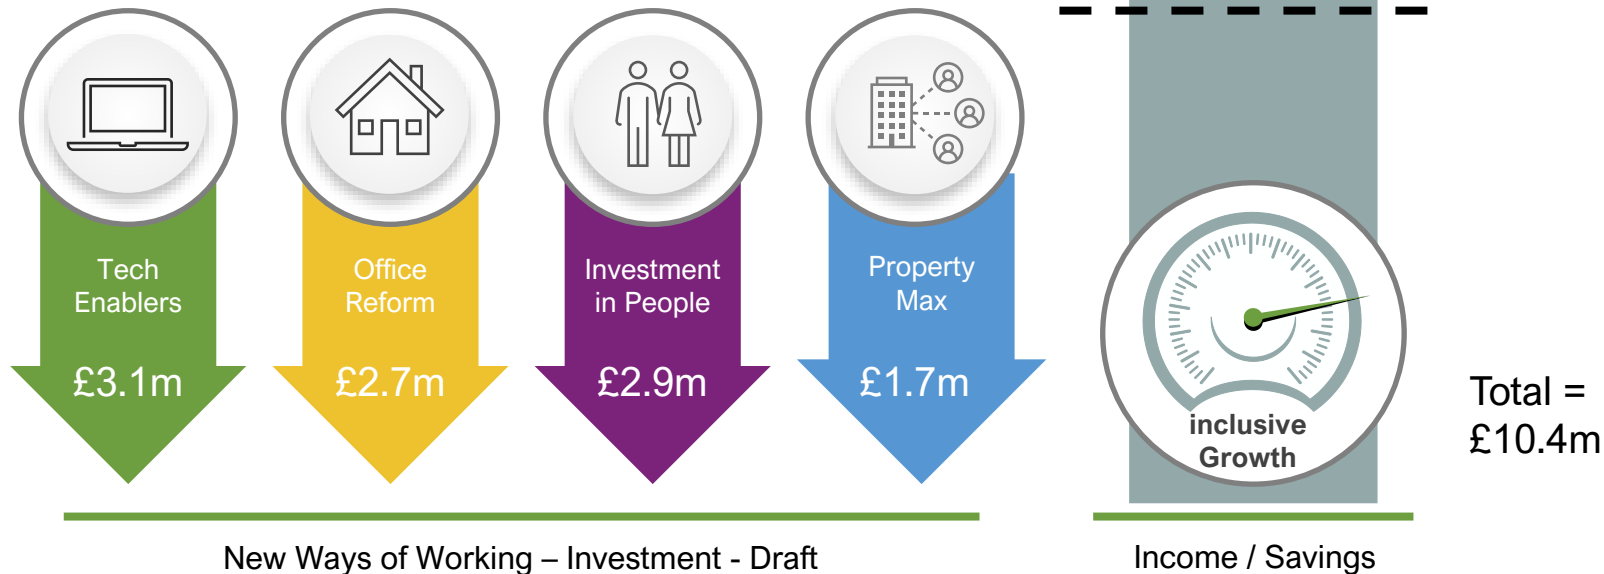 Tech
Enablers
£3.1m
Office
Reform
£2.7m
Investment
in People
£2.9m
Property
Max
£1.7m
inclusive
Growth
Total =
£10.4m
New Ways of Working – Investment - Draft
Income / Savings